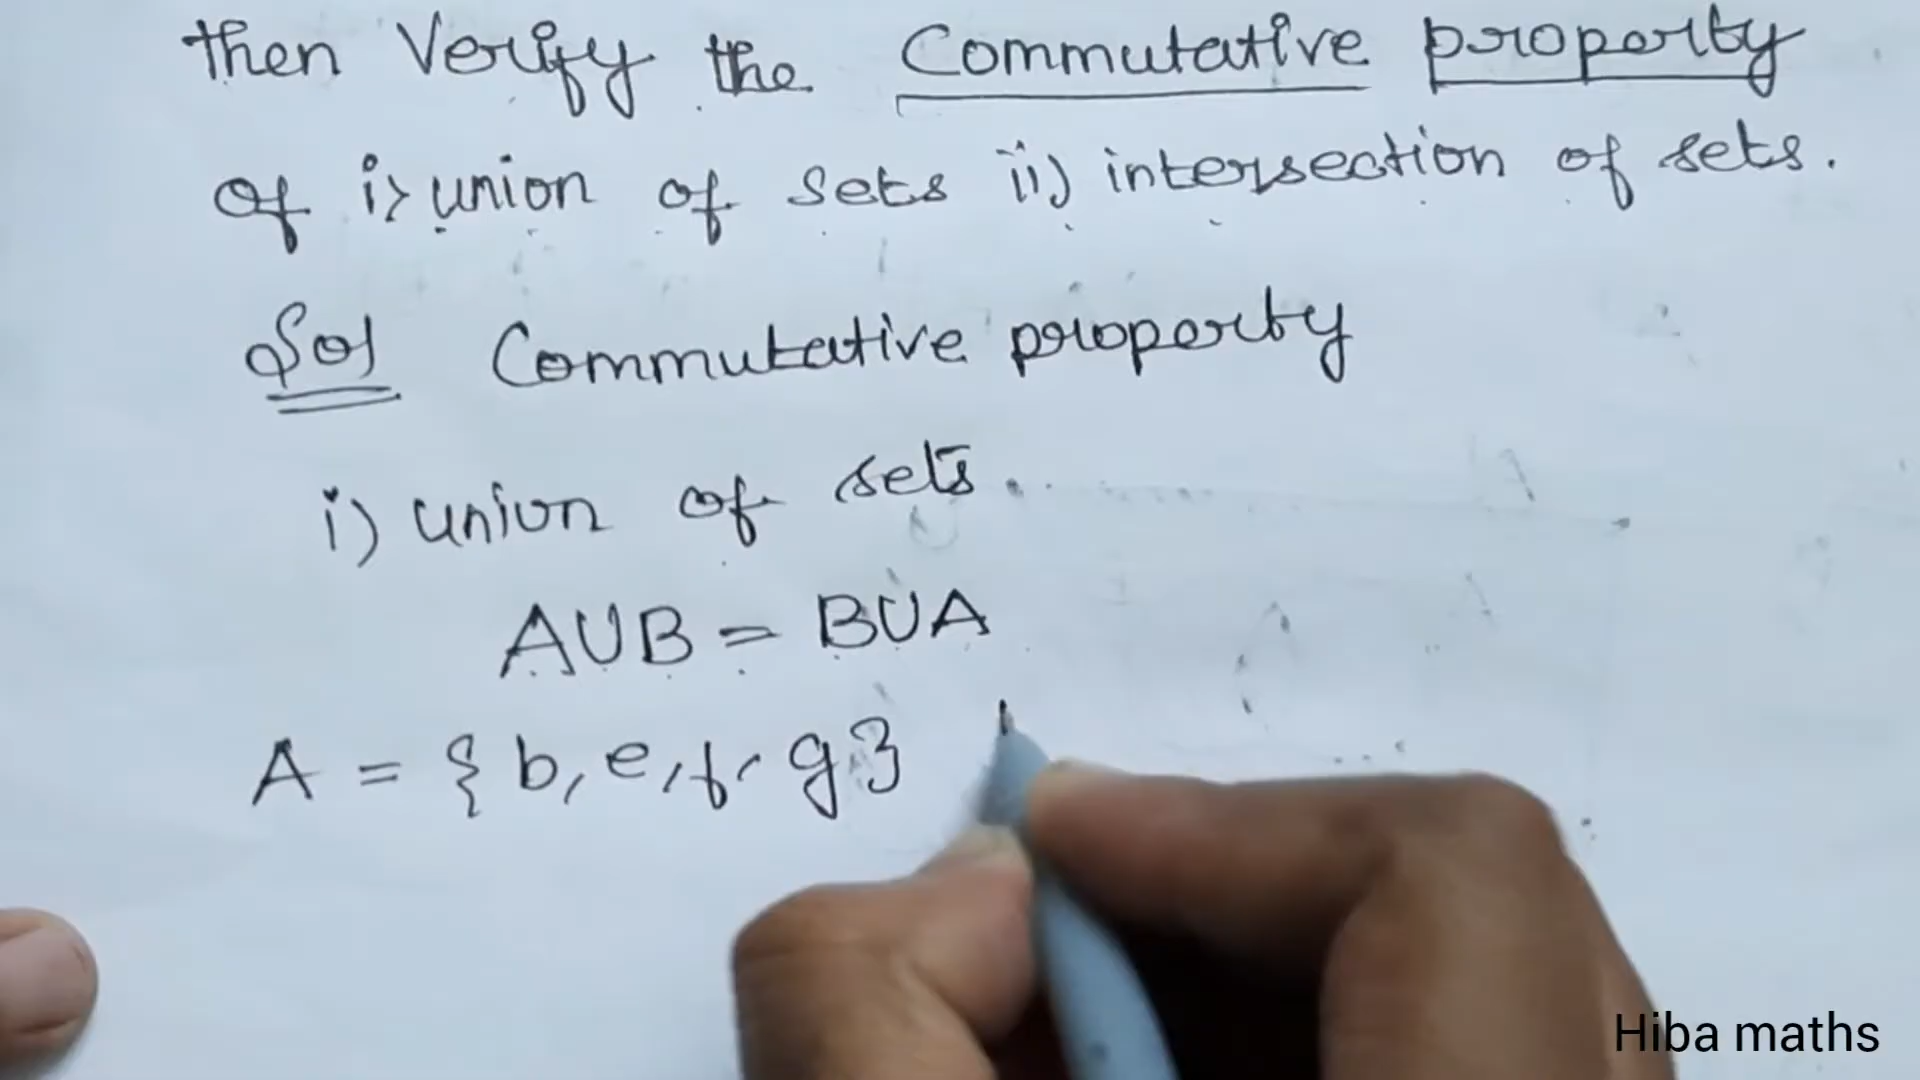 then Verify the Commutative property
of i) union of sets ii) intersection of sets.
Sol Commutative property
i) union of sets.
AUB = BUA
A = { b, e, f, g }
Hiba maths